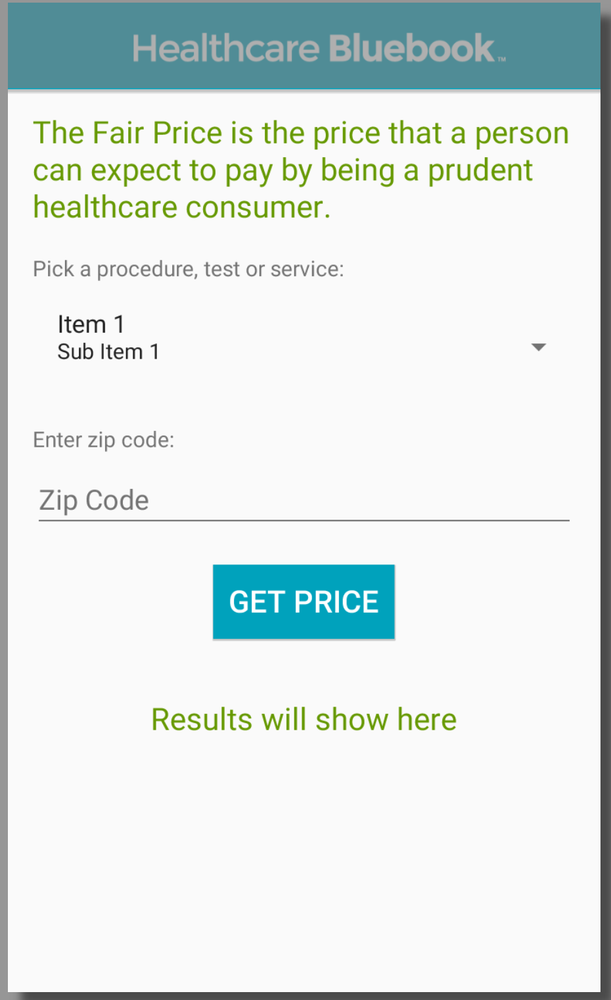 Healthcare Bluebook™
The Fair Price is the price that a person
can expect to pay by being a prudent
healthcare consumer.
Pick a procedure, test or service:
Item 1
Sub Item 1
Enter zip code:
Zip Code
GET PRICE
Results will show here